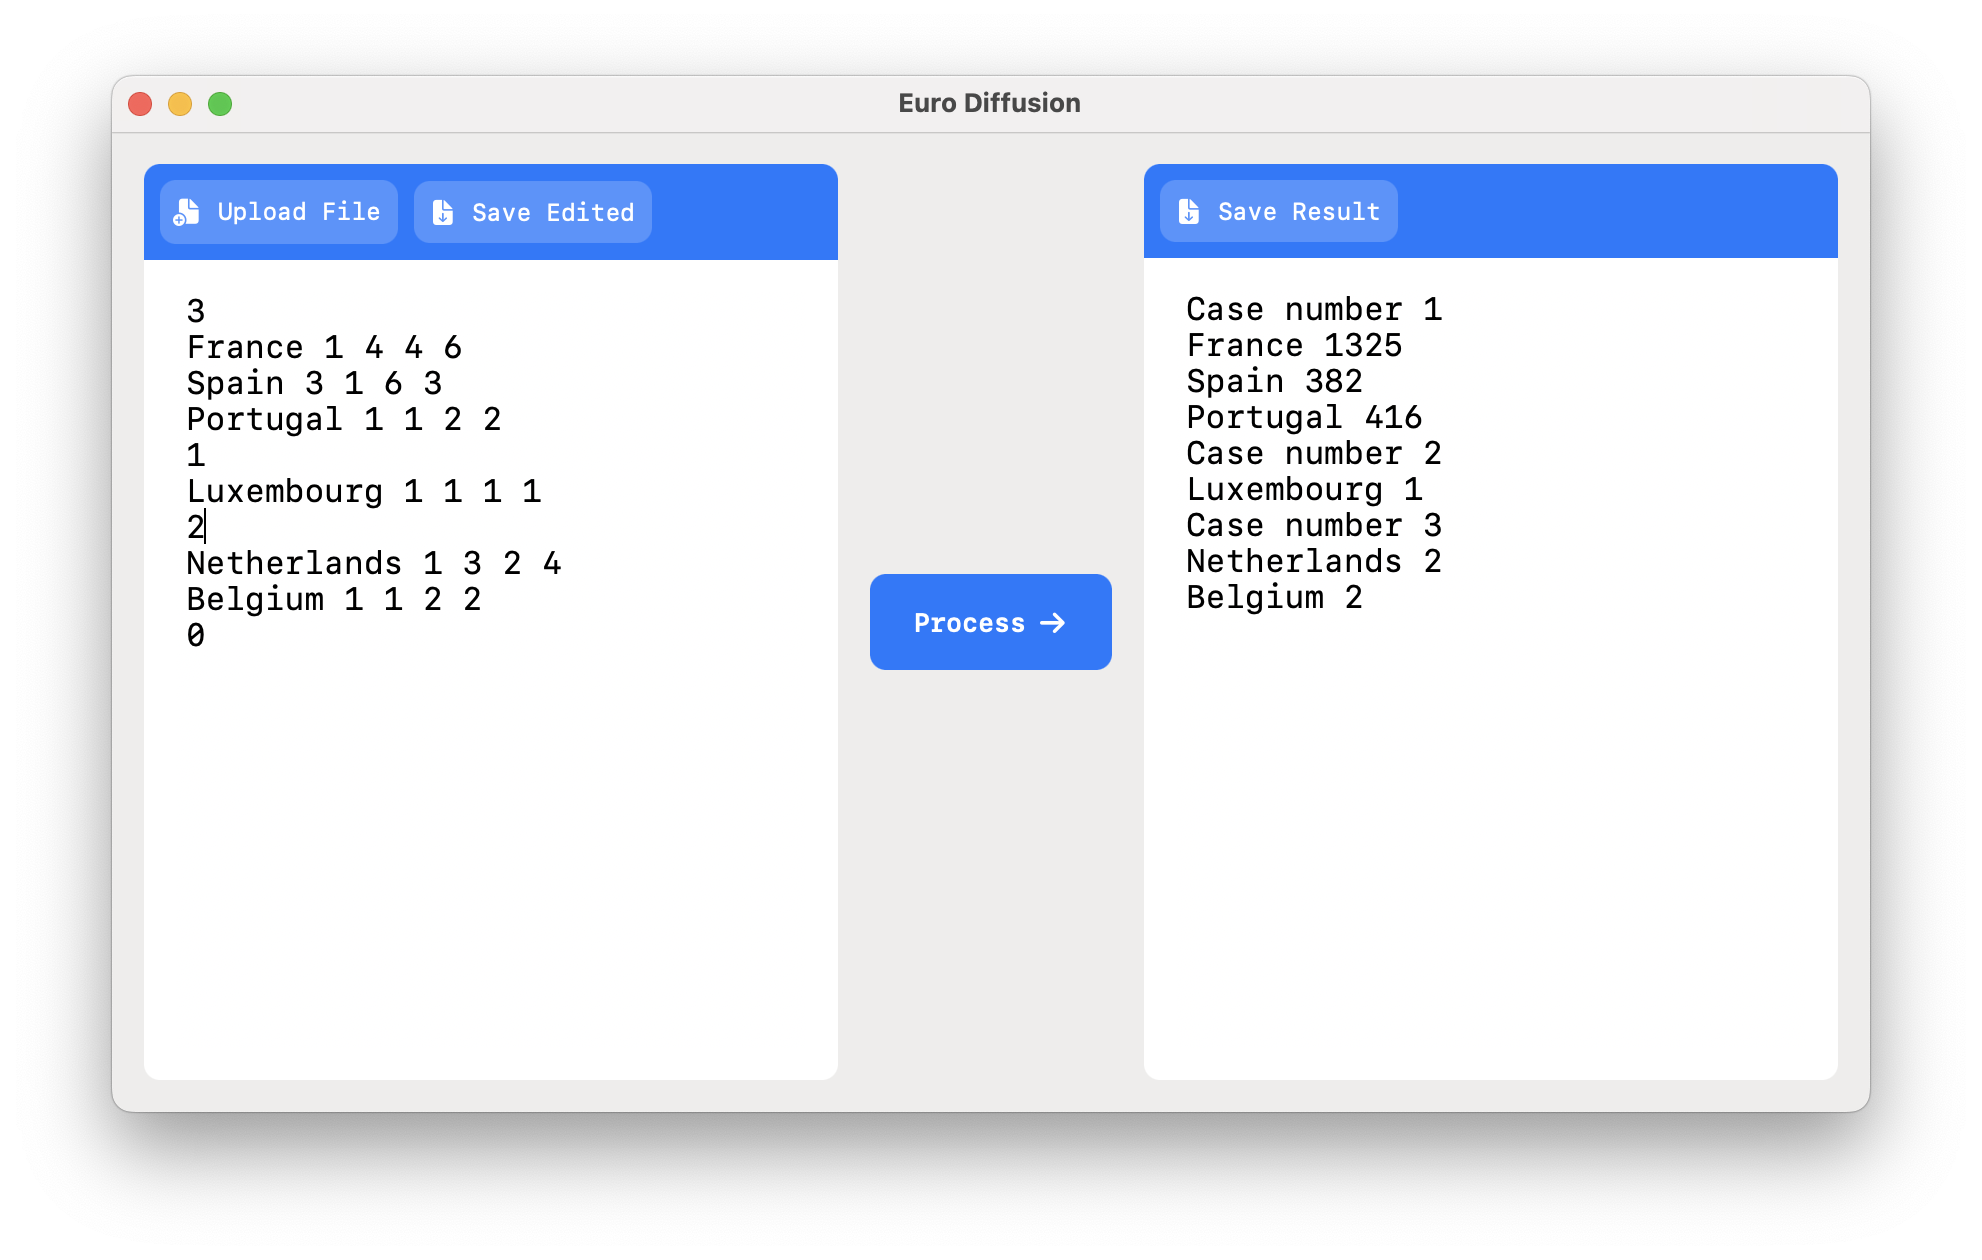 Euro Diffusion
Upload File
Save Edited
3
France 1 4 4 6
Spain 3 1 6 3
Portugal 1 1 2 2
1
Luxembourg 1 1 1 1
2
Netherlands 1 3 2 4
Belgium 1 1 2 2
0
Process →
Save Result
Case number 1
France 1325
Spain 382
Portugal 416
Case number 2
Luxembourg 1
Case number 3
Netherlands 2
Belgium 2